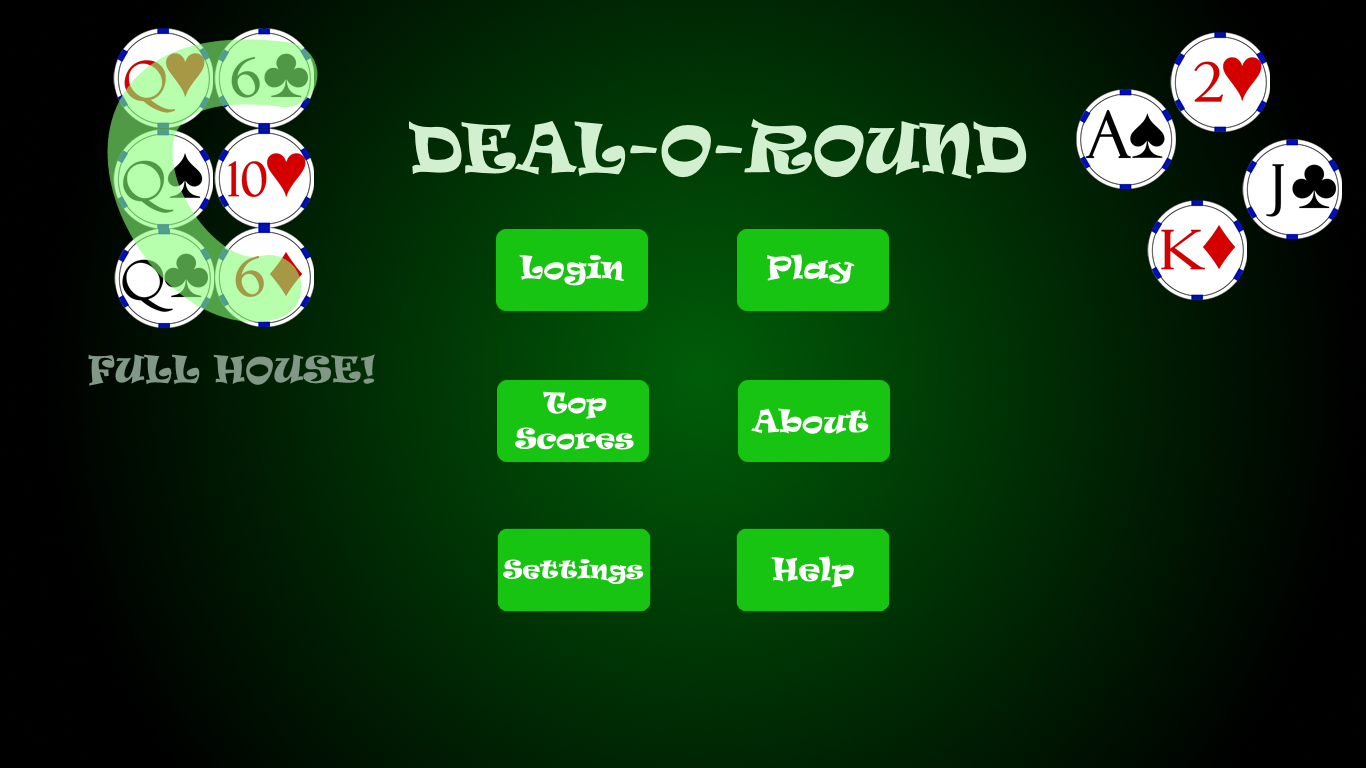 Q♥ 6♣
Q♠ 10♥
Q♣ 6♦
FULL HOUSE!
DEAL-O-ROUND
2♥
A♠
J♣
K♦
Login
Play
Top
Scores
About
Settings
Help